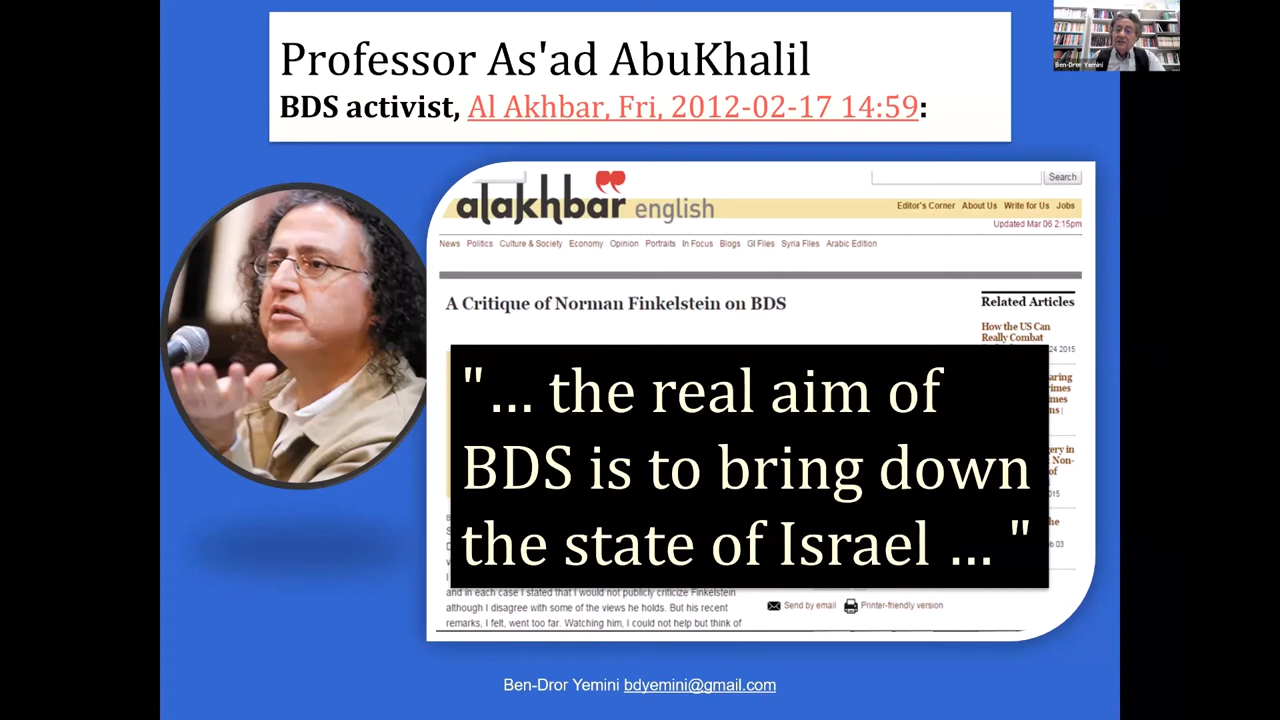 Professor As'ad AbuKhalil
BDS activist, Al Akhbar, Fri, 2012-02-17 14:59:
Ben-Dror Yemini
alakhbar english
Search
Editor's Corner About Us Write for Us Jobs
Updated Mar 06 2:15pm
News Politics Culture & Society Economy Opinion Portraits In Focus Blogs GI Files Syria Files Arabic Edition
A Critique of Norman Finkelstein on BDS
Related Articles
How the US Can
Really Combat
24 2015
"... the real aim of
BDS is to bring down
the state of Israel ... "
and in each case I stated that I would not publicly criticize Finkelstein
although I disagree with some of the views he holds. But his recent
remarks, I felt, went too far. Watching him, I could not help but think of
Send by email Printer-friendly version
Ben-Dror Yemini bdyemini@gmail.com